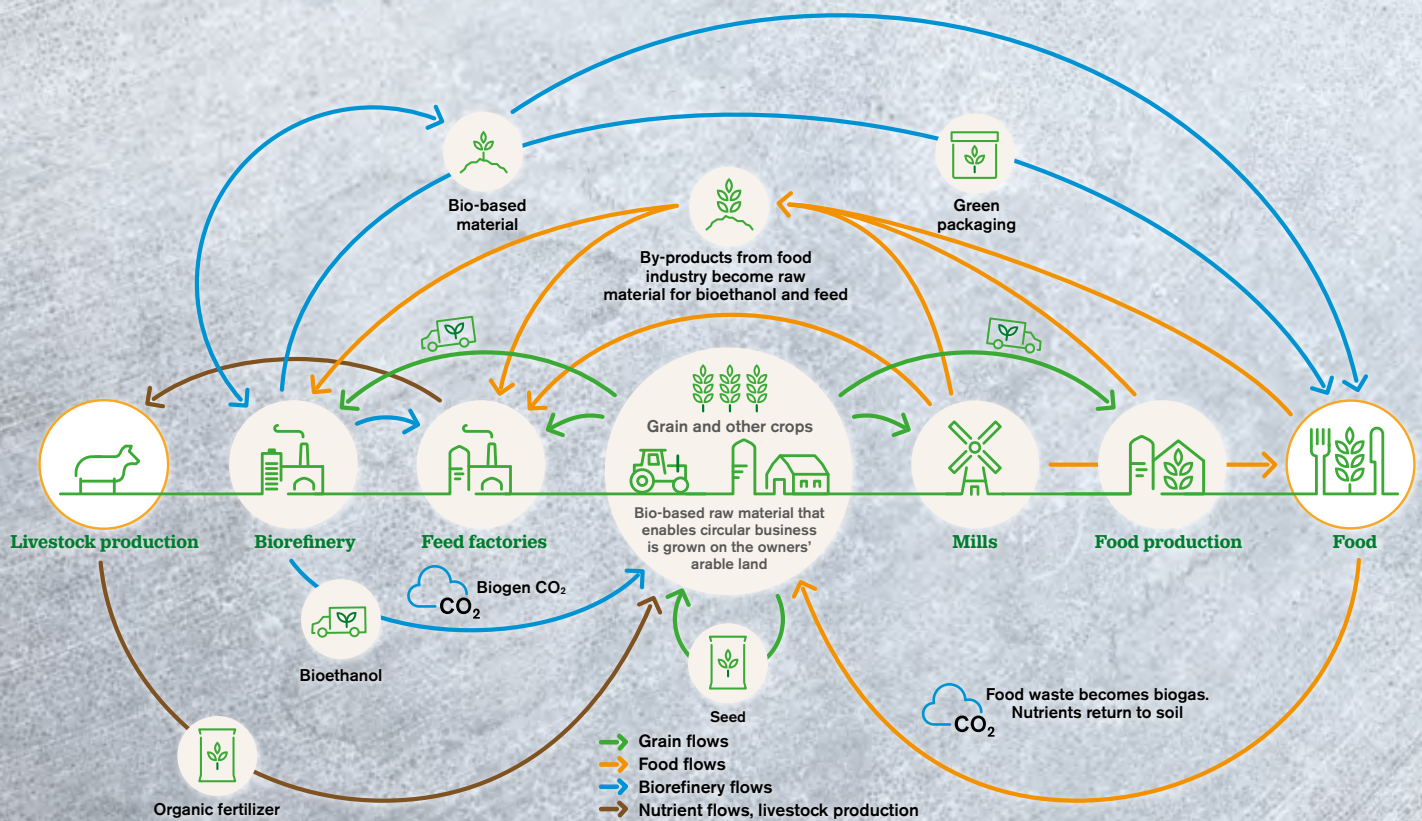 Bio-based
material
Green
packaging
By-products from food
industry become raw
material for bioethanol and feed
Grain and other crops
Bio-based raw material that
enables circular business
is grown on the owners’
arable land
Livestock production
Biorefinery
Feed factories
Mills
Food production
Food
CO₂
Biogen CO₂
Bioethanol
Seed
CO₂
Food waste becomes biogas.
Nutrients return to soil
Organic fertilizer
Grain flows
Food flows
Biorefinery flows
Nutrient flows, livestock production